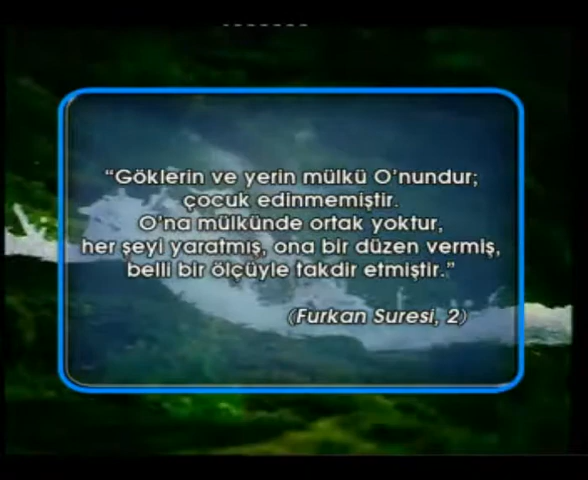 “Göklerin ve yerin mülkü O’nundur;
çocuk edinmemiştir.
O’na mülkünde ortak yoktur,
her şeyi yaratmış, ona bir düzen vermiş,
belli bir ölçüyle takdir etmiştir.”
(Furkan Suresi, 2)